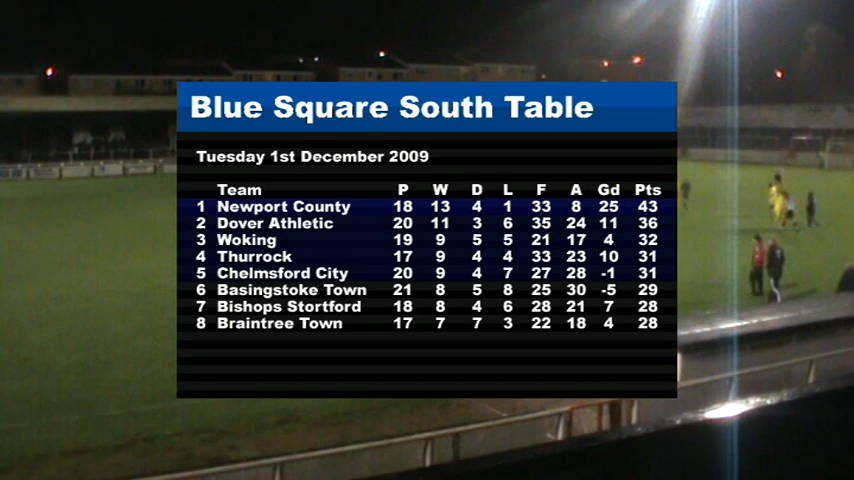 Blue Square South Table
Tuesday 1st December 2009
Team P W D L F A Gd Pts
1 Newport County 18 13 4 1 33 8 25 43
2 Dover Athletic 20 11 3 6 35 24 11 36
3 Woking 19 9 5 5 21 17 4 32
4 Thurrock 17 9 4 4 33 23 10 31
5 Chelmsford City 20 9 4 7 27 28 -1 31
6 Basingstoke Town 21 8 5 8 25 30 -5 29
7 Bishops Stortford 18 8 4 6 28 21 7 28
8 Braintree Town 17 7 7 3 22 18 4 28